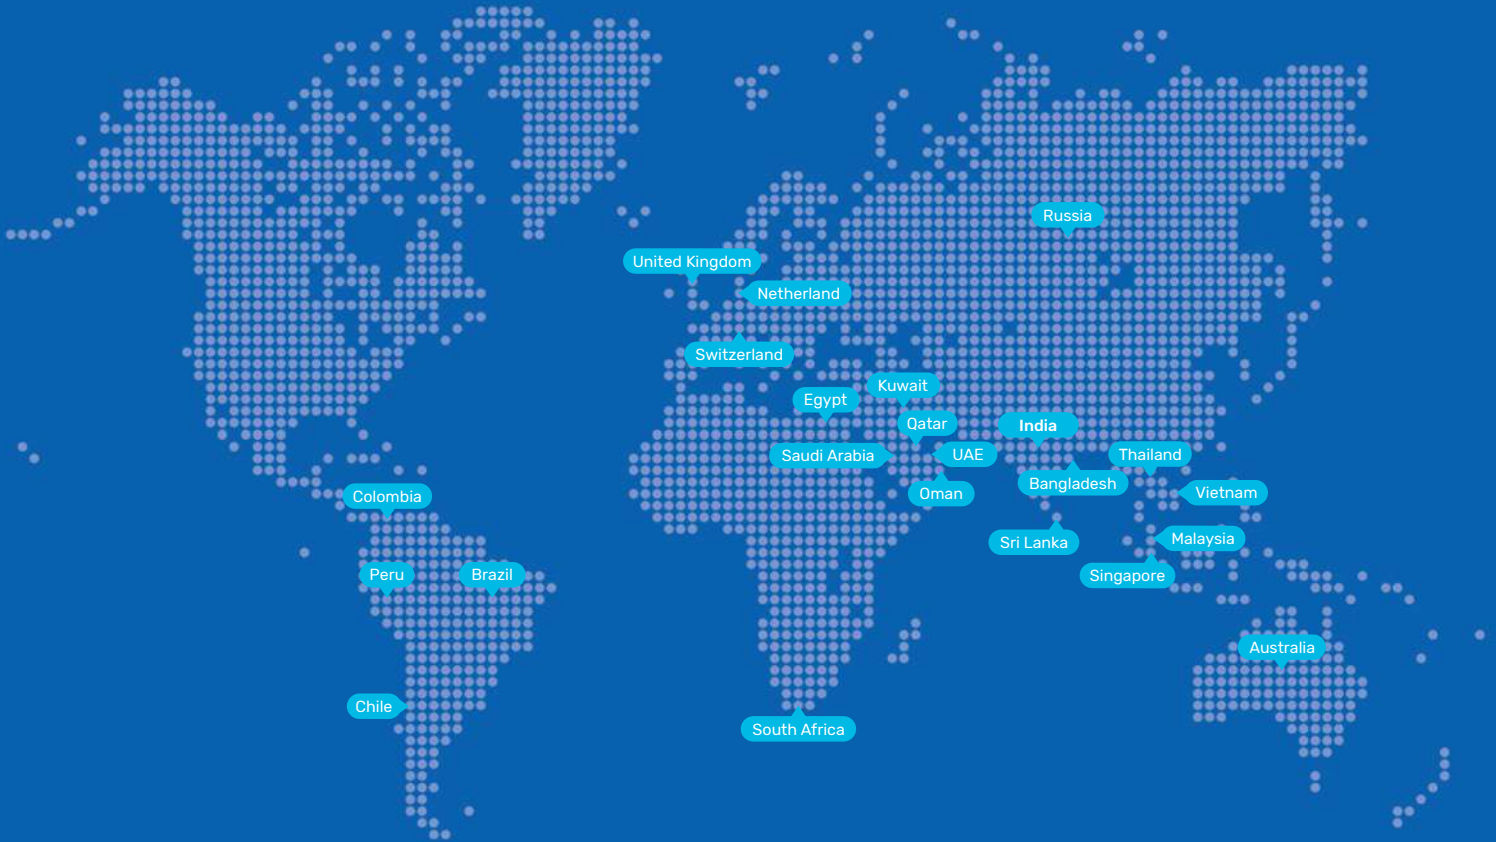 Russia
United Kingdom
Netherland
Switzerland
Kuwait
Egypt
Qatar
India
Saudi Arabia
UAE
Thailand
Bangladesh
Oman
Vietnam
Colombia
Sri Lanka
Malaysia
Peru
Brazil
Singapore
Australia
Chile
South Africa